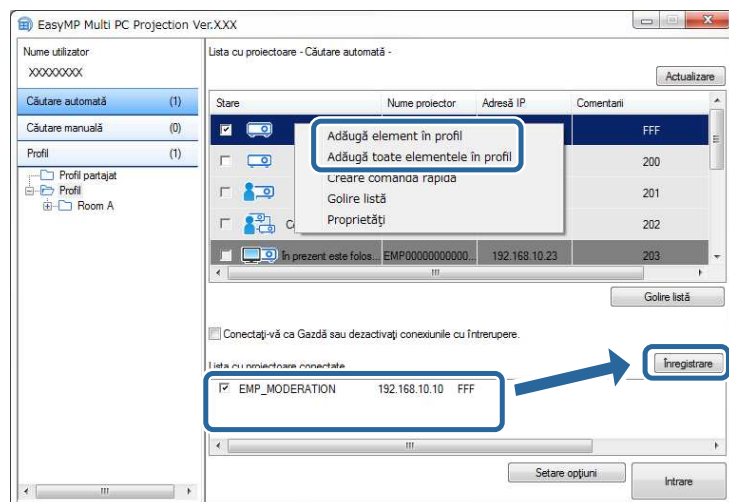 EasyMP Multi PC Projection Ver.XXX
Nume utilizator
XXXXXXXX
Căutare automată (1)
Căutare manuală (0)
Profil (1)
Profil partajat
Profil
Room A
Lista cu proiectoare - Căutare automată -
Actualizare
Stare Nume proiector Adresă IP Comentarii
FFF
200
201
202
Adăugă element în profil
Adăugă toate elementele în profil
Creare comandă rapidă
Golire listă
Proprietăți
În prezent este folos... EMP00000000000... 192.168.10.23 203
Golire listă
Conectați-vă ca Gazdă sau dezactivați conexiunile cu întrerupere.
Lista cu proiectoare conectate
Înregistrare
EMP_MODERATION 192.168.10.10 FFF
Setare opțiuni
Intrare